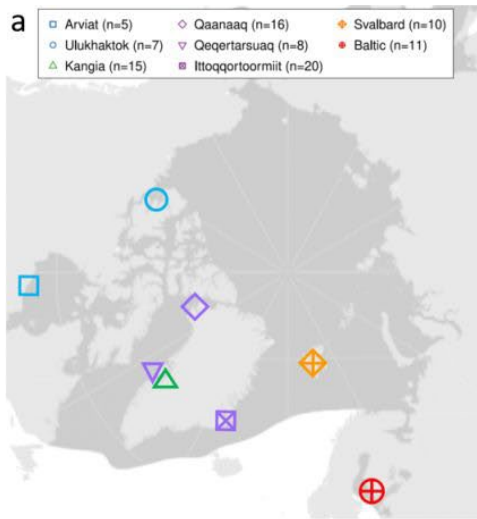 a
Arviat (n=5) Qaanaaq (n=16) Svalbard (n=10)
Ulukhaktok (n=7) Qeqertarsuaq (n=8) Baltic (n=11)
Kangia (n=15) Ittoqqortoormiit (n=20)